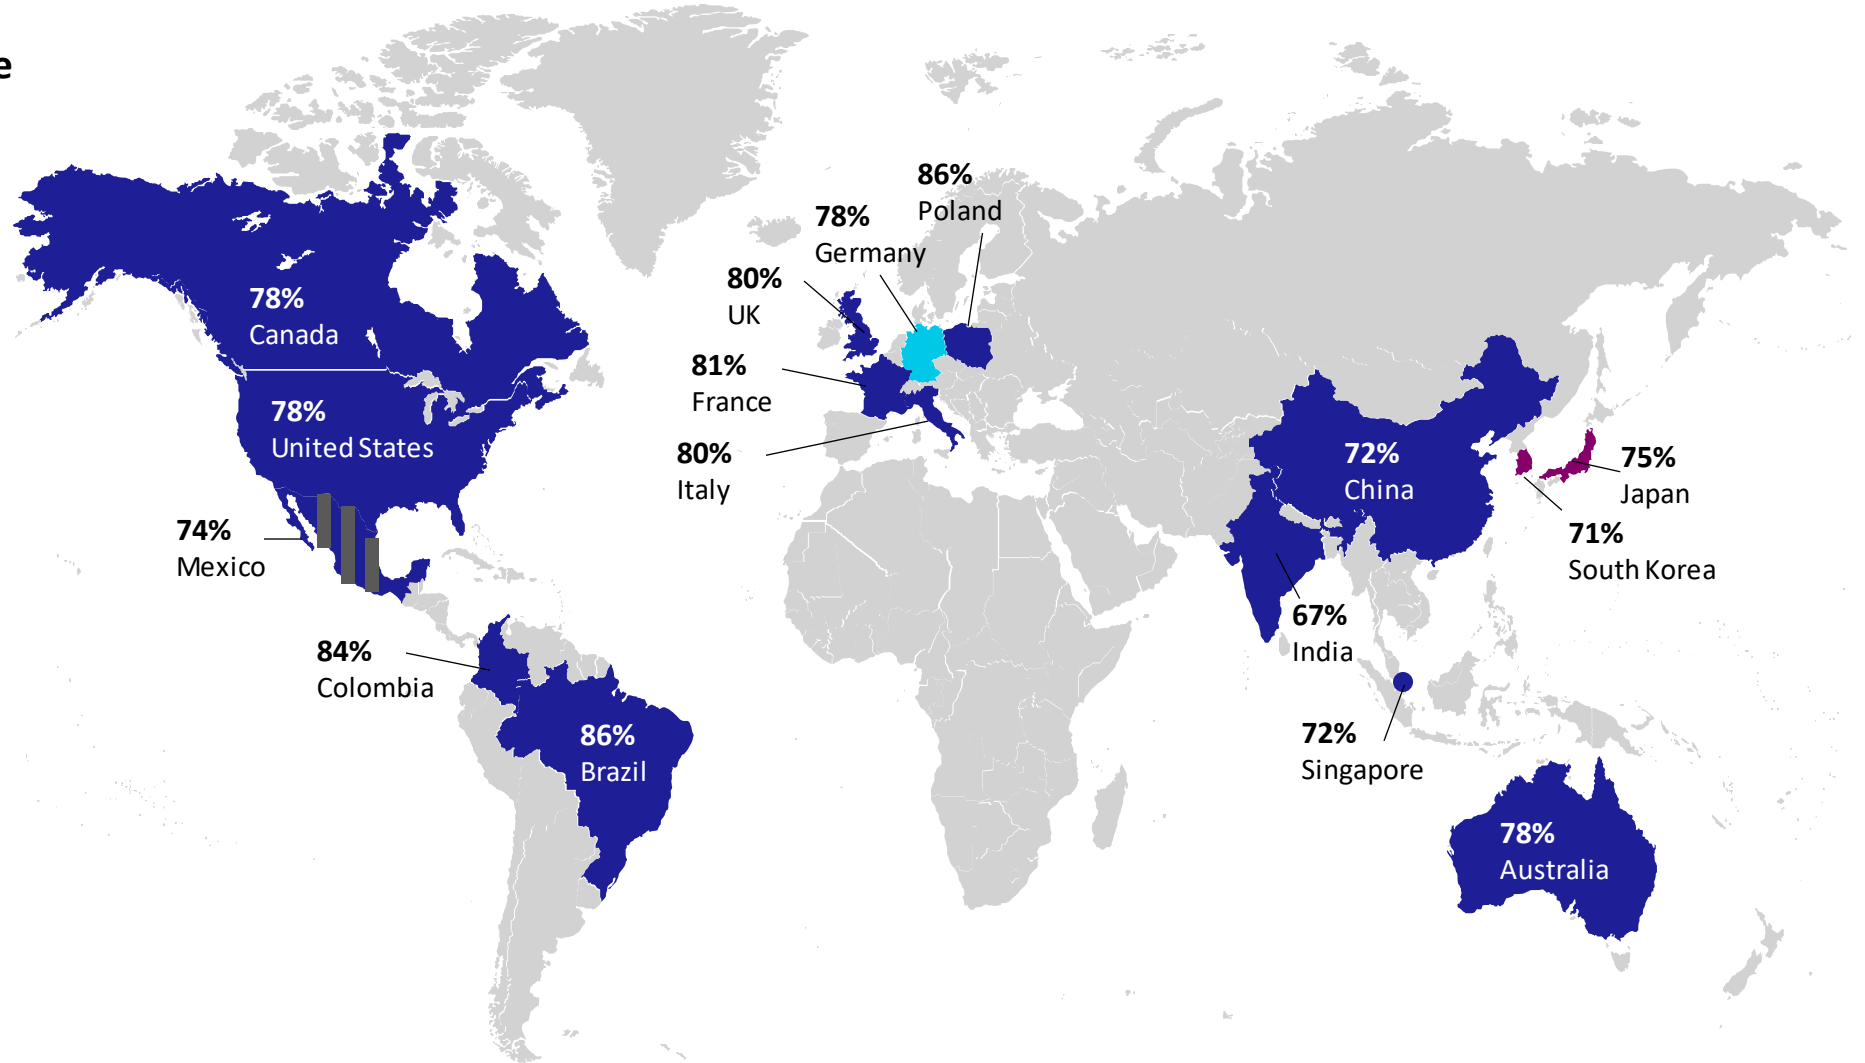 e
86%
Poland
78%
Germany
80%
UK
78%
Canada
81%
France
78%
United States
80%
Italy
72%
China
75%
Japan
74%
Mexico
71%
South Korea
67%
India
84%
Colombia
86%
Brazil
72%
Singapore
78%
Australia